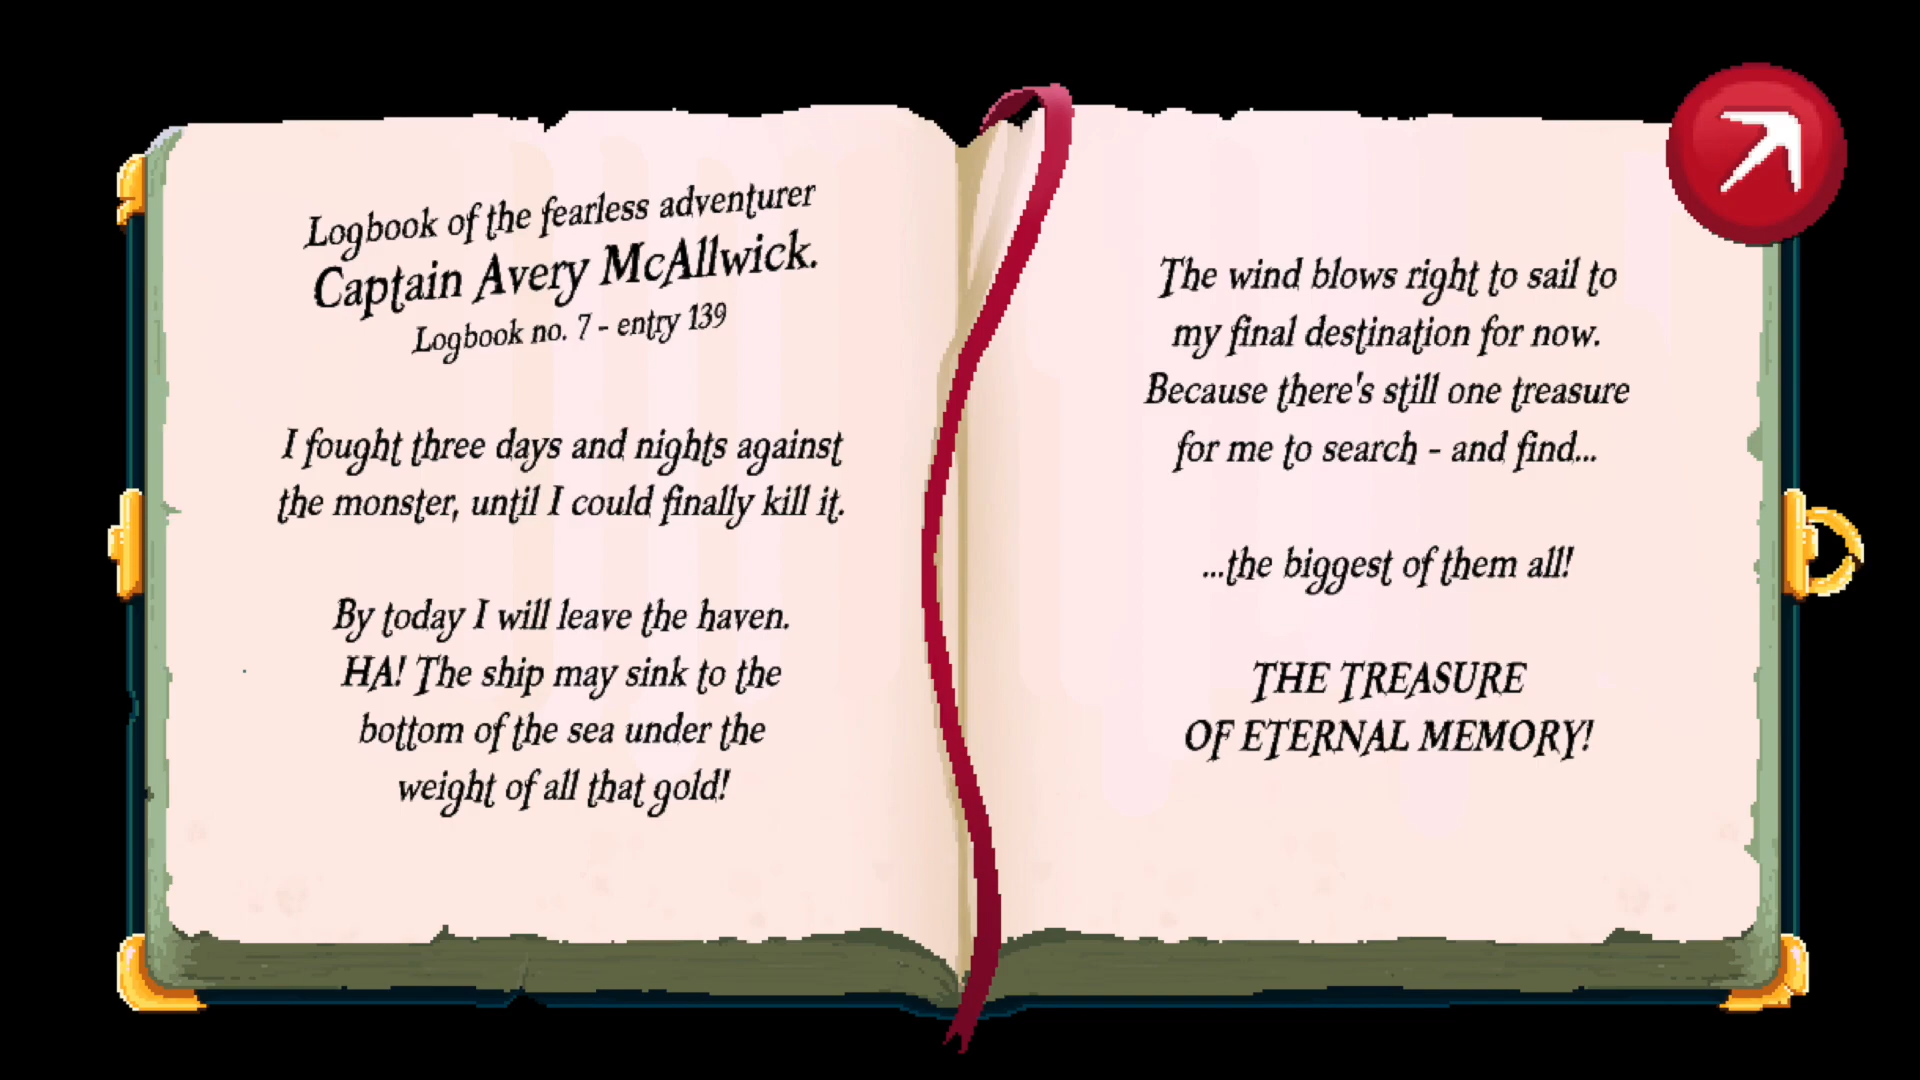 Logbook of the fearless adventurer
Captain Avery McAllwick.
Logbook no. 7 - entry 139
I fought three days and nights against
the monster, until I could finally kill it.
By today I will leave the haven.
HA! The ship may sink to the
bottom of the sea under the
weight of all that gold!
The wind blows right to sail to
my final destination for now.
Because there's still one treasure
for me to search - and find...
...the biggest of them all!
THE TREASURE
OF ETERNAL MEMORY!